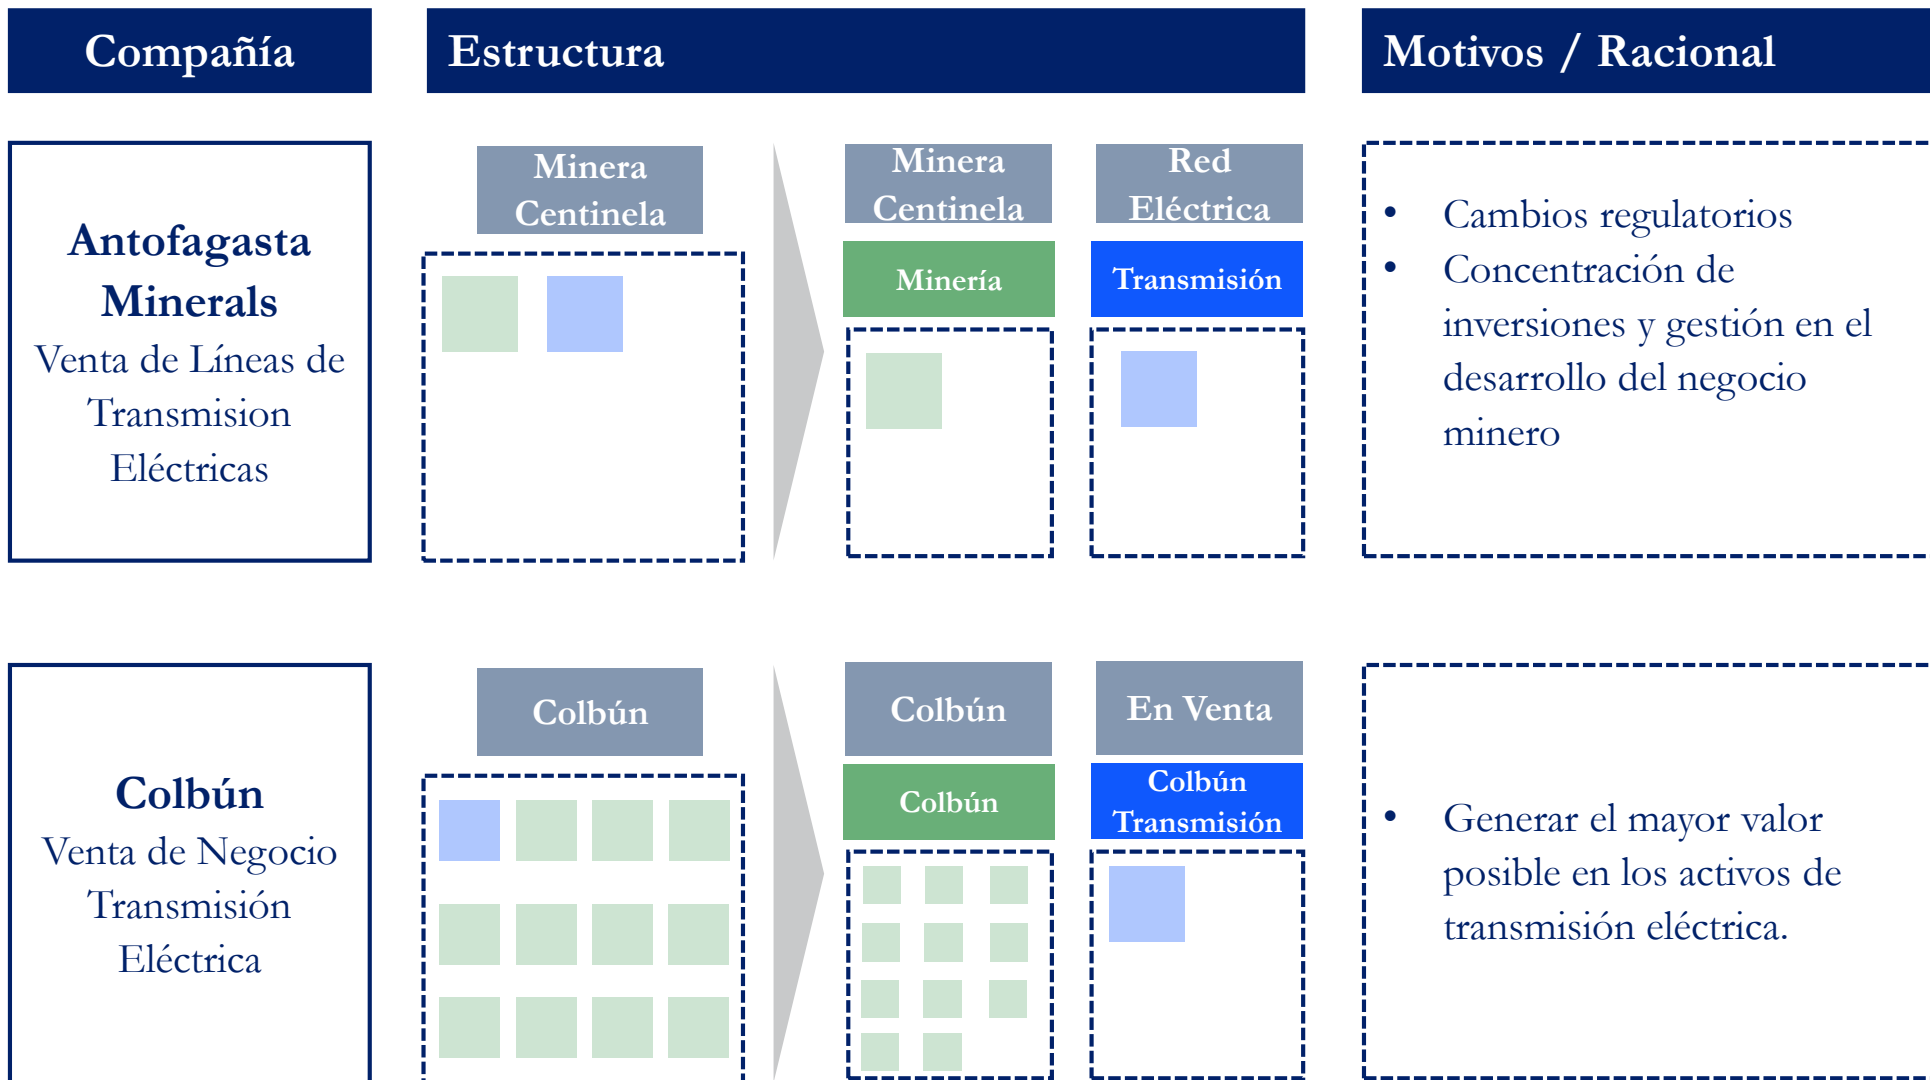 Compañía
Estructura
Motivos / Racional
Antofagasta
Minerals
Venta de Líneas de
Transmision
Eléctricas
Minera
Centinela
Minera
Centinela
Minería
Red
Eléctrica
Transmisión
• Cambios regulatorios
• Concentración de
inversiones y gestión en el
desarrollo del negocio
minero
Colbún
Venta de Negocio
Transmisión
Eléctrica
Colbún
Colbún
Colbún
En Venta
Colbún
Transmisión
• Generar el mayor valor
posible en los activos de
transmisión eléctrica.